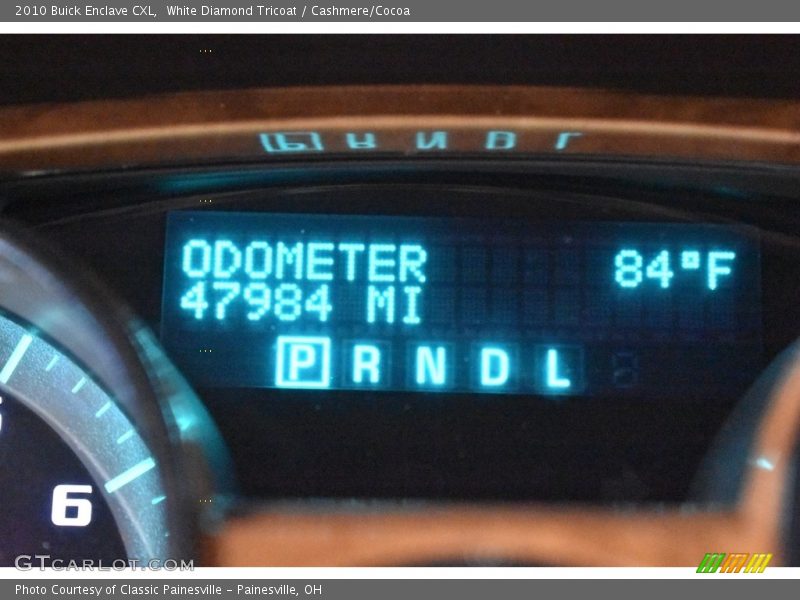 2010 Buick Enclave CXL,  White Diamond Tricoat / Cashmere/Cocoa
ODOMETER 84°F
47984 MI
P R N D L
6
GTCARLOT.COM
Photo Courtesy of Classic Painesville - Painesville, OH